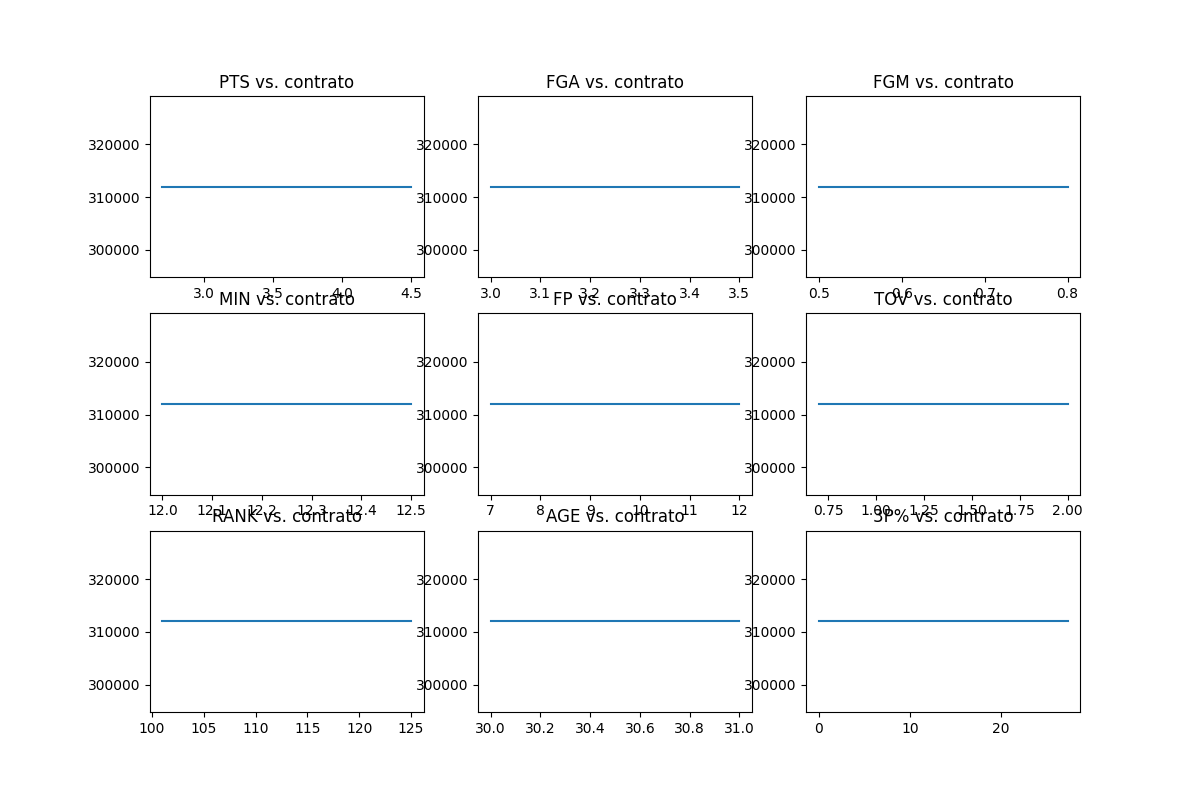 PTS vs. contrato
FGA vs. contrato
FGM vs. contrato
320000
310000
300000
3.0 3.5 4.0 4.5
320000
310000
300000
3.0 3.1 3.2 3.3 3.4 3.5
320000
310000
300000
0.5 0.6 0.7 0.8
MIN vs. contrato
FP vs. contrato
TOV vs. contrato
320000
310000
300000
12.0 12.1 12.2 12.3 12.4 12.5
320000
310000
300000
7 8 9 10 11 12
320000
310000
300000
0.75 1.00 1.25 1.50 1.75 2.00
RANK vs. contrato
AGE vs. contrato
3P% vs. contrato
320000
310000
300000
100 105 110 115 120 125
320000
310000
300000
30.0 30.2 30.4 30.6 30.8 31.0
320000
310000
300000
0 10 20